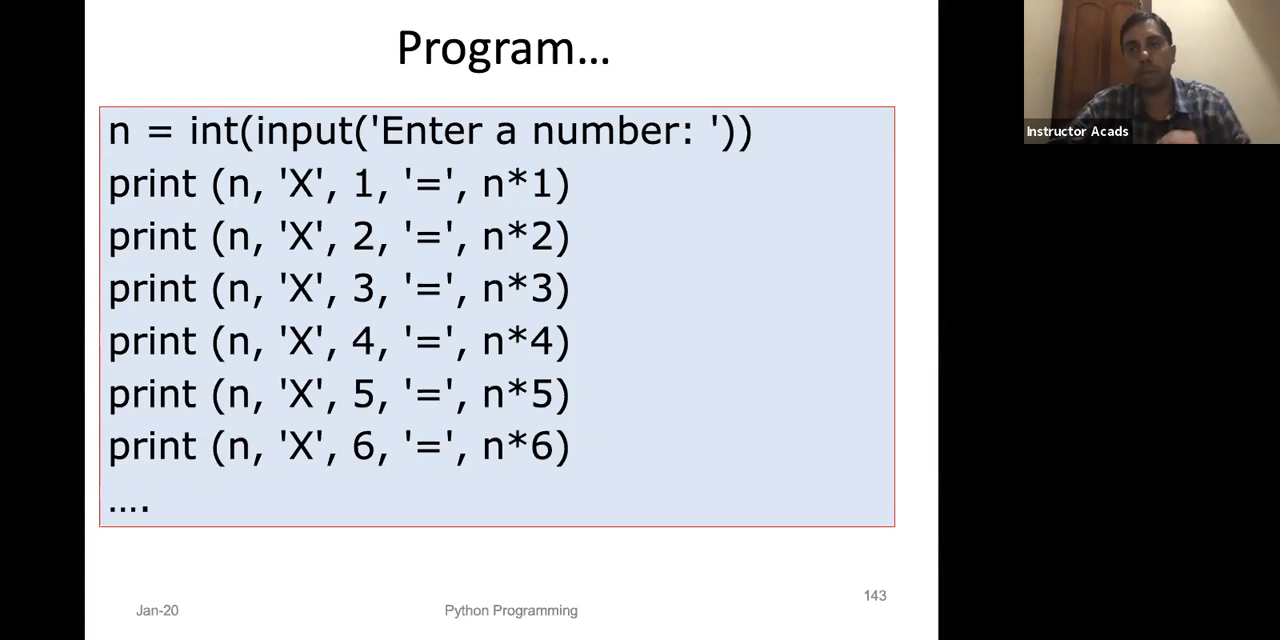 Program...
n = int(input('Enter a number: '))
print (n, 'X', 1, '=', n*1)
print (n, 'X', 2, '=', n*2)
print (n, 'X', 3, '=', n*3)
print (n, 'X', 4, '=', n*4)
print (n, 'X', 5, '=', n*5)
print (n, 'X', 6, '=', n*6)
....
Jan-20
Python Programming
143
Instructor Acads